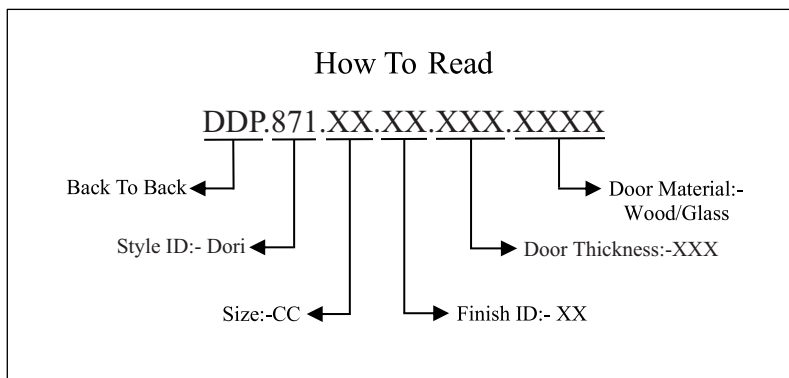 How To Read
DDP.871.XX.XX.XXX.XXXX
Back To Back
Door Material:-
Wood/Glass
Style ID:- Dori
Door Thickness:-XXX
Size:-CC
Finish ID:- XX